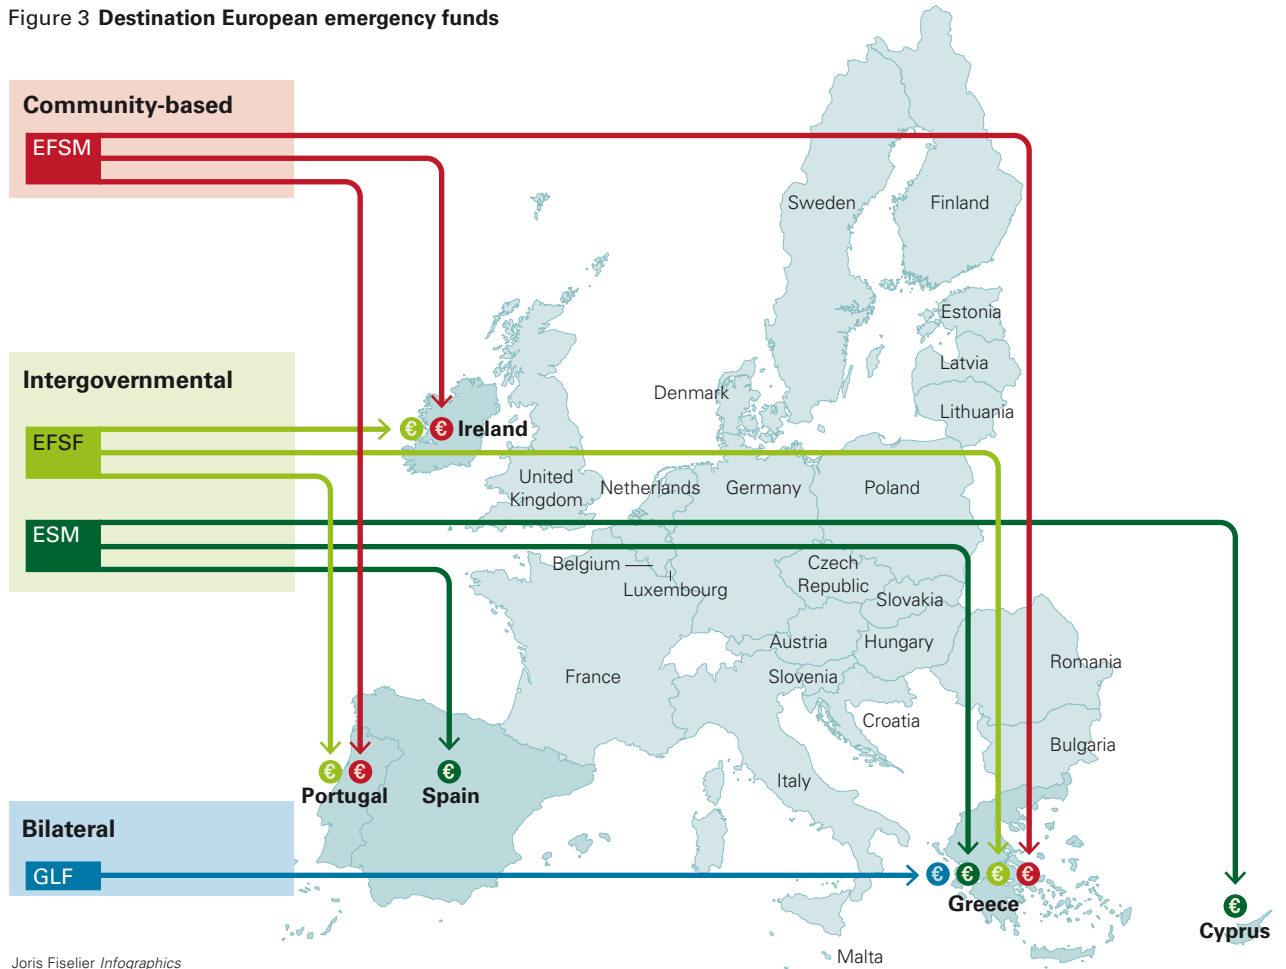 Figure 3 Destination European emergency funds
Community-based
EFSM
Intergovernmental
EFSF
ESM
Bilateral
GLF
Sweden
Finland
Estonia
Latvia
Lithuania
Denmark
€ € Ireland
United
Kingdom
Netherlands
Germany
Poland
Belgium
Luxembourg
Czech
Republic
Slovakia
Austria
Hungary
Slovenia
Romania
France
Croatia
Bulgaria
Italy
€ €
Portugal
€
Spain
€ € € €
Greece
€
Cyprus
Malta
Joris Fiselier Infographics